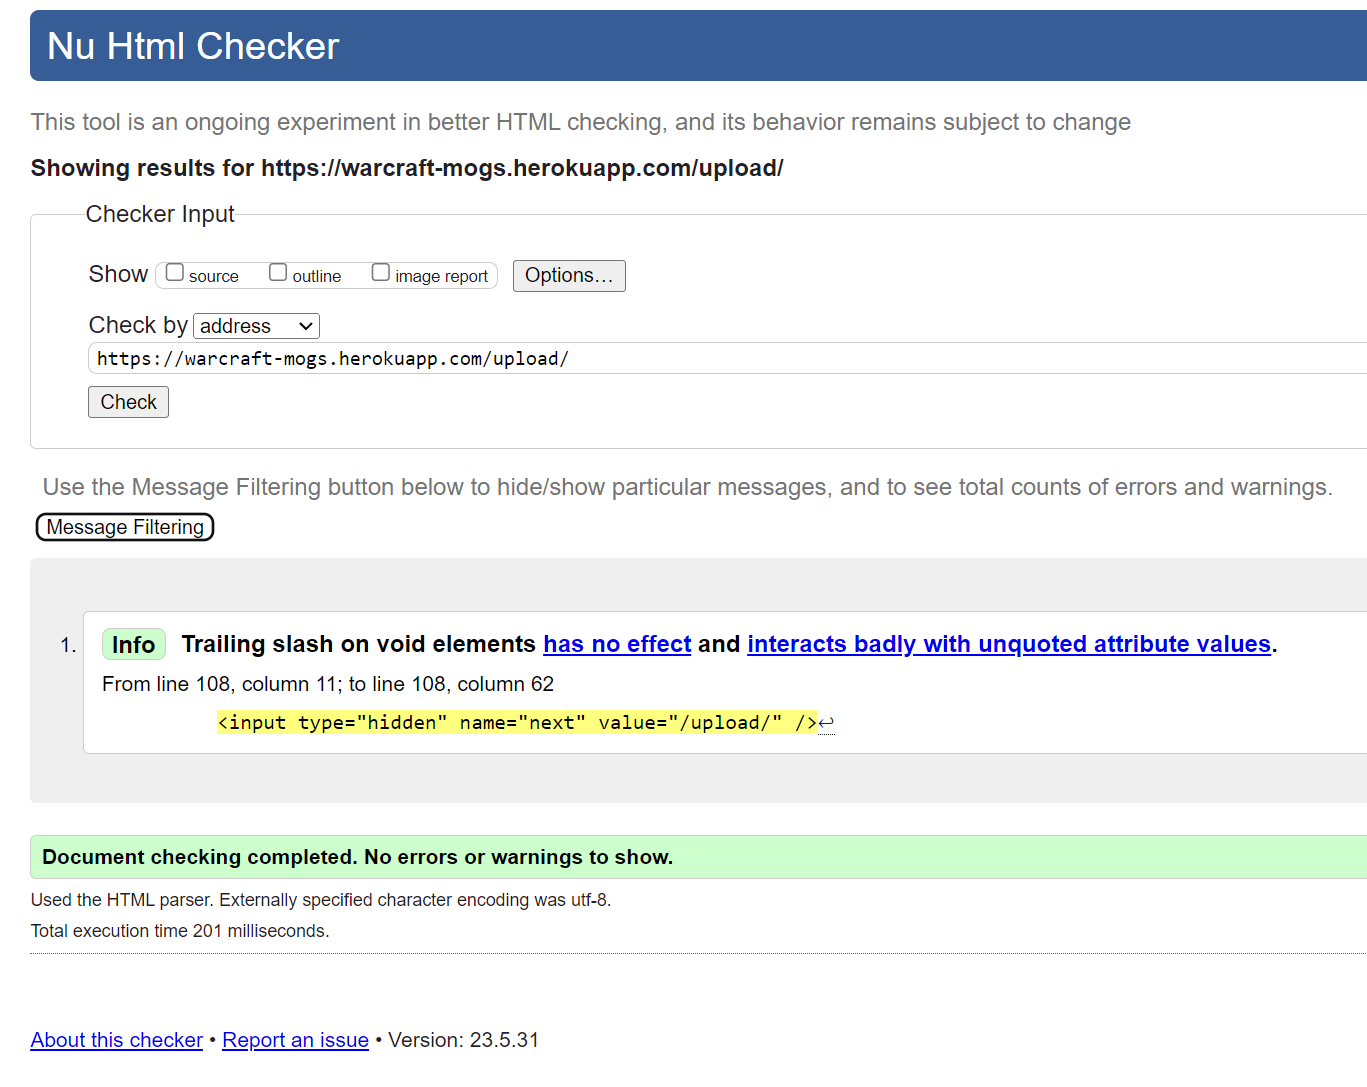 Nu Html Checker
This tool is an ongoing experiment in better HTML checking, and its behavior remains subject to change
Showing results for https://warcraft-mogs.herokuapp.com/upload/
Checker Input
Show source outline image report Options...
Check by address
https://warcraft-mogs.herokuapp.com/upload/
Check
Use the Message Filtering button below to hide/show particular messages, and to see total counts of errors and warnings.
Message Filtering
1. Info Trailing slash on void elements has no effect and interacts badly with unquoted attribute values.
From line 108, column 11; to line 108, column 62
<input type="hidden" name="next" value="/upload/" />↩
Document checking completed. No errors or warnings to show.
Used the HTML parser. Externally specified character encoding was utf-8.
Total execution time 201 milliseconds.
About this checker • Report an issue • Version: 23.5.31